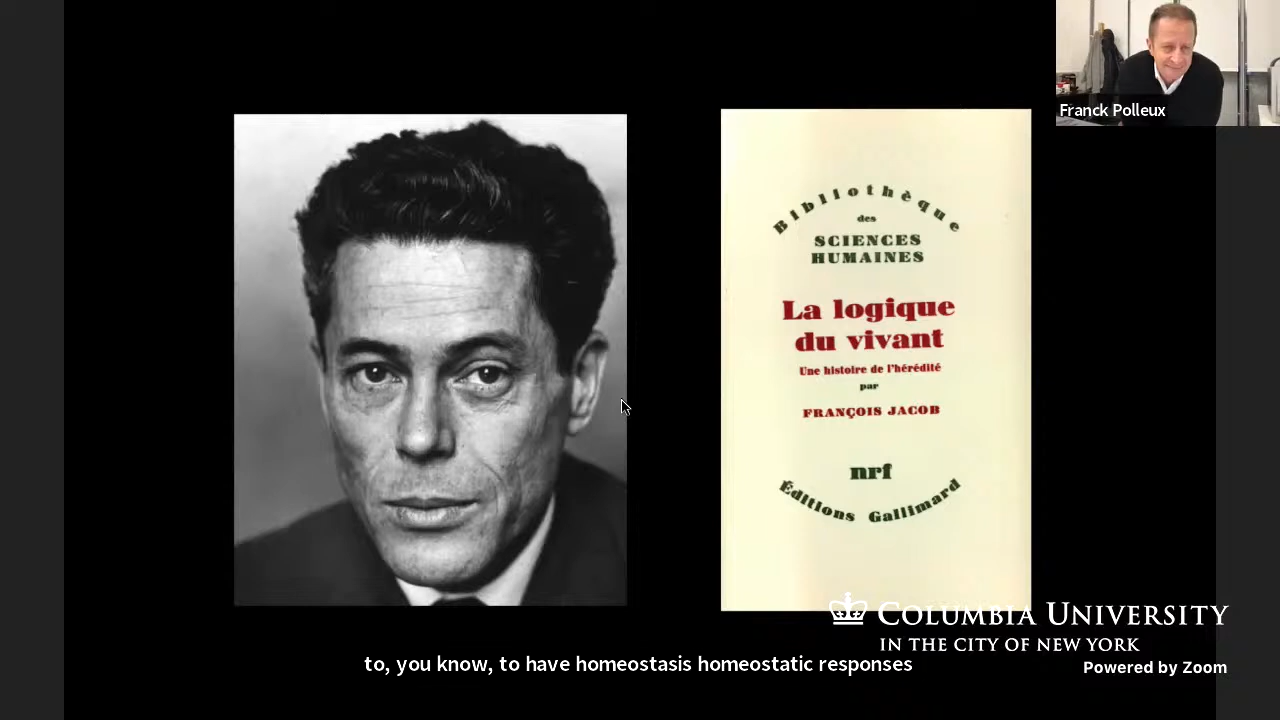 Franck Polleux
Bibliothèque
des
SCIENCES
HUMAINES
La logique
du vivant
Une histoire de l'hérédité
par
FRANÇOIS JACOB
nrf
Éditions Gallimard
COLUMBIA UNIVERSITY
IN THE CITY OF NEW YORK
to, you know, to have homeostasis homeostatic responses
Powered by Zoom